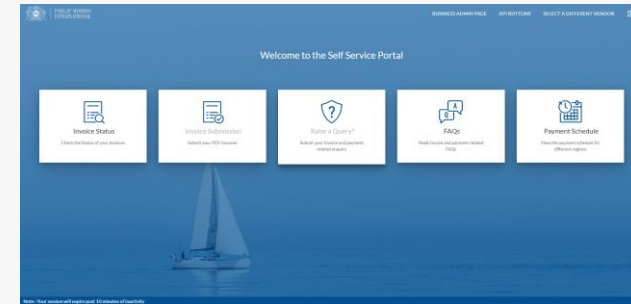 PHILIP MORRIS
INTERNATIONAL
BUSINESS ADMIN PAGE API BUTTONS SELECT A DIFFERENT VENDOR
Welcome to the Self Service Portal
Invoice Status
Check the Status of your invoices
Invoice Submission
Submit your PDF invoices
Raise a Query?
Submit your invoice and payment
related enquiry
FAQs
Read invoice and payment related
FAQs
Payment Schedule
View the payment schedule for
different regions
Note : Your session will expire post 10 minutes of inactivity